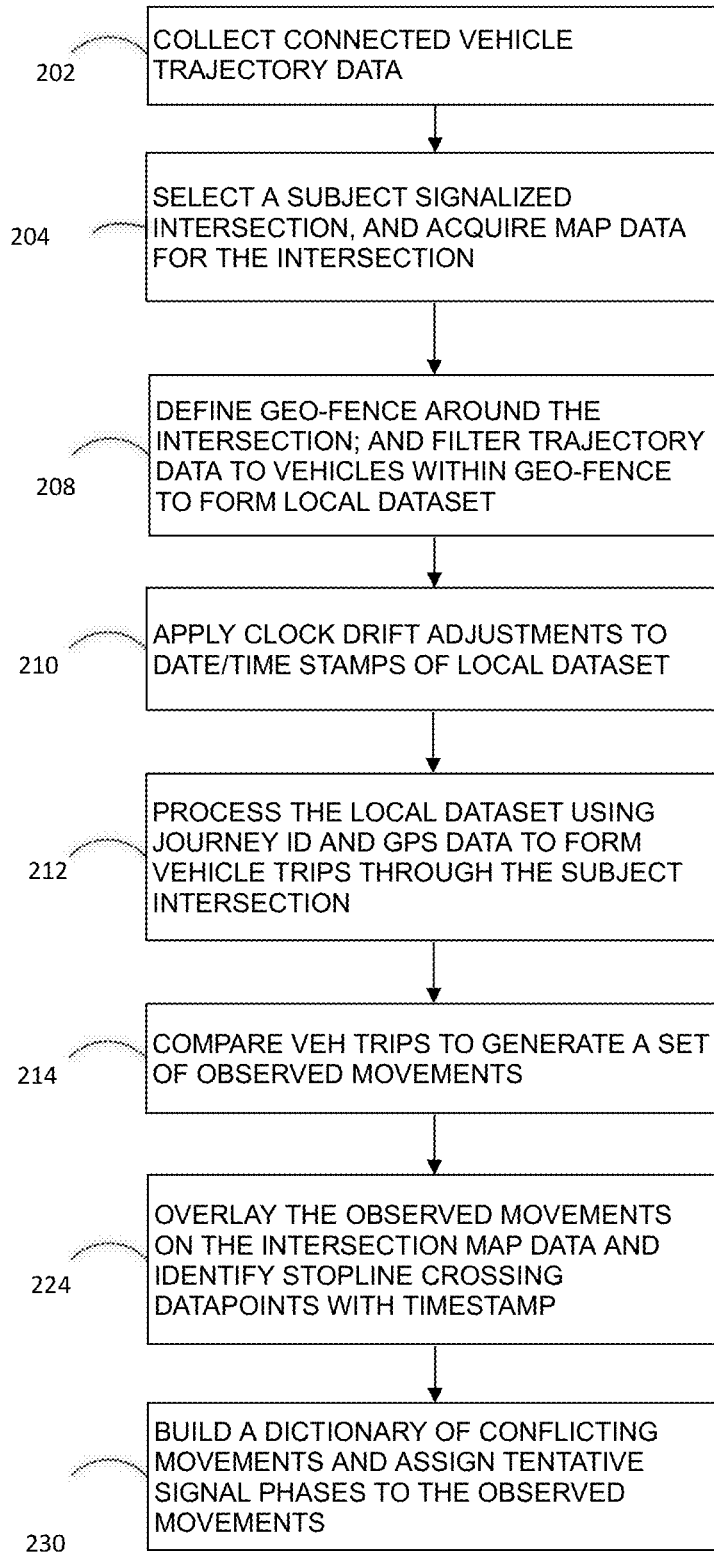 COLLECT CONNECTED VEHICLE
TRAJECTORY DATA
202
SELECT A SUBJECT SIGNALIZED
INTERSECTION, AND ACQUIRE MAP DATA
FOR THE INTERSECTION
204
DEFINE GEO-FENCE AROUND THE
INTERSECTION; AND FILTER TRAJECTORY
DATA TO VEHICLES WITHIN GEO-FENCE
TO FORM LOCAL DATASET
208
APPLY CLOCK DRIFT ADJUSTMENTS TO
DATE/TIME STAMPS OF LOCAL DATASET
210
PROCESS THE LOCAL DATASET USING
JOURNEY ID AND GPS DATA TO FORM
VEHICLE TRIPS THROUGH THE SUBJECT
INTERSECTION
212
COMPARE VEH TRIPS TO GENERATE A SET
OF OBSERVED MOVEMENTS
214
OVERLAY THE OBSERVED MOVEMENTS
ON THE INTERSECTION MAP DATA AND
IDENTIFY STOPLINE CROSSING
DATAPOINTS WITH TIMESTAMP
224
BUILD A DICTIONARY OF CONFLICTING
MOVEMENTS AND ASSIGN TENTATIVE
SIGNAL PHASES TO THE OBSERVED
MOVEMENTS
230